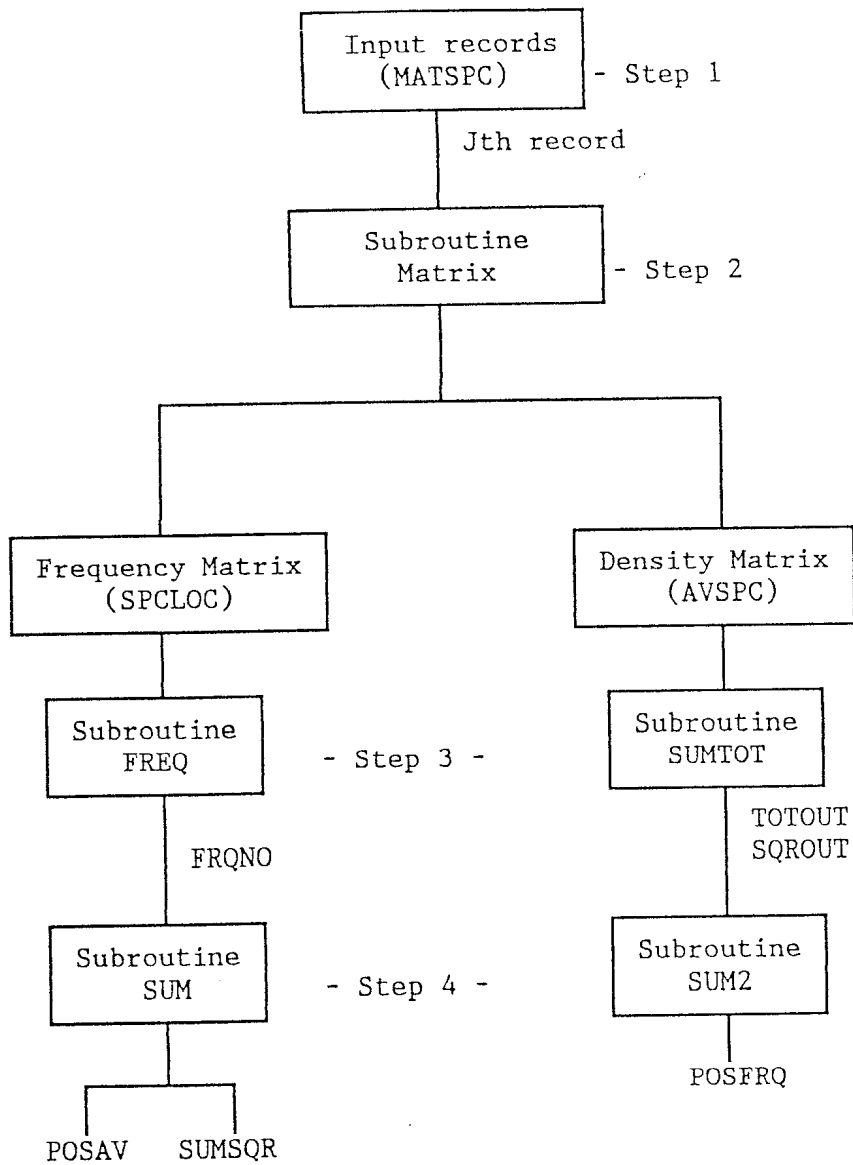 Input records
(MATSPC)
- Step 1
Jth record
Subroutine
Matrix
- Step 2
Frequency Matrix
(SPCLOC)
Density Matrix
(AVSPC)
Subroutine
FREQ
- Step 3 -
Subroutine
SUMTOT
FRQNO
TOTOUT
SQROUT
Subroutine
SUM
- Step 4 -
Subroutine
SUM2
POSAV
SUMSQR
POSFRQ